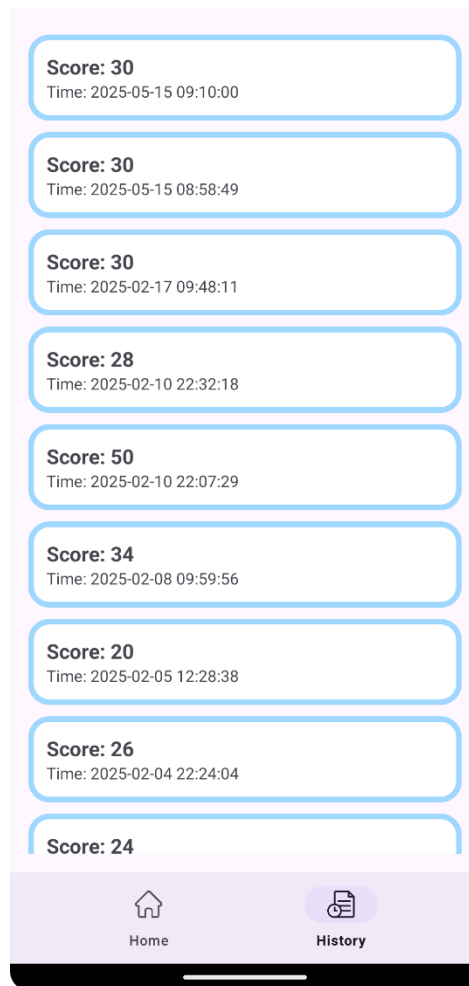 Score: 30
Time: 2025-05-15 09:10:00
Score: 30
Time: 2025-05-15 08:58:49
Score: 30
Time: 2025-02-17 09:48:11
Score: 28
Time: 2025-02-10 22:32:18
Score: 50
Time: 2025-02-10 22:07:29
Score: 34
Time: 2025-02-08 09:59:56
Score: 20
Time: 2025-02-05 12:28:38
Score: 26
Time: 2025-02-04 22:24:04
Score: 24
Home
History